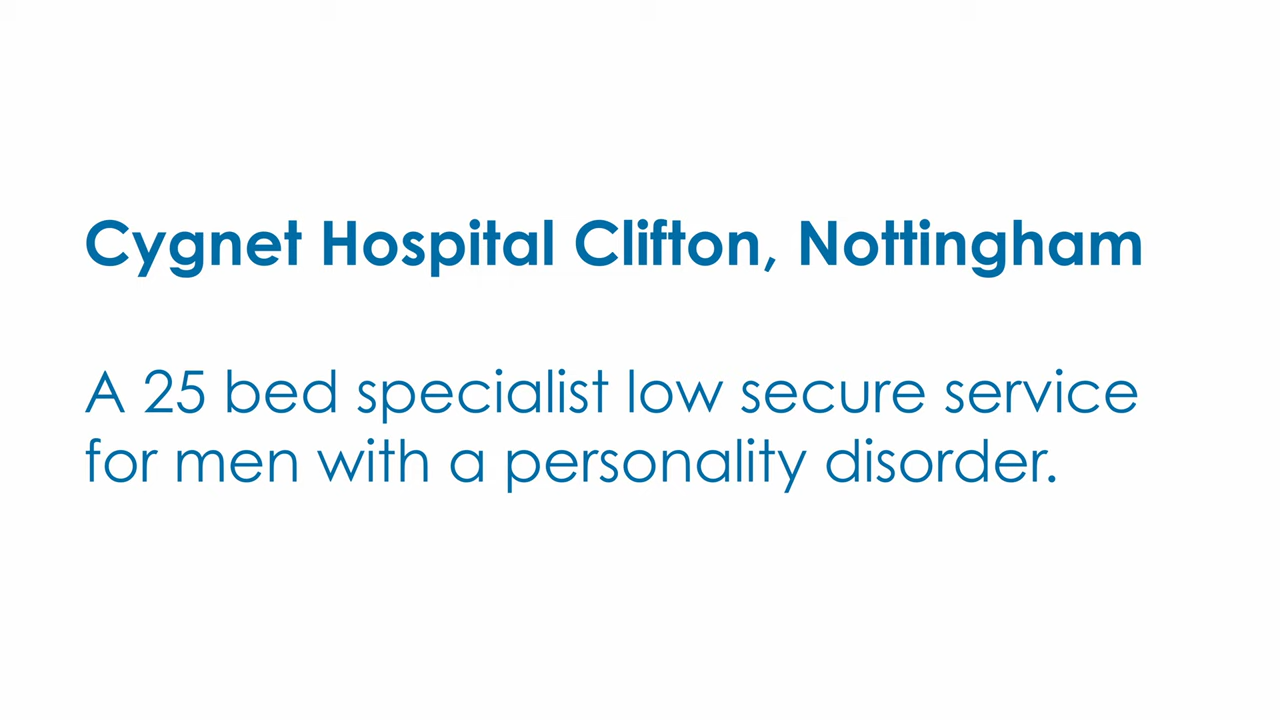 Cygnet Hospital Clifton, Nottingham
A 25 bed specialist low secure service
for men with a personality disorder.